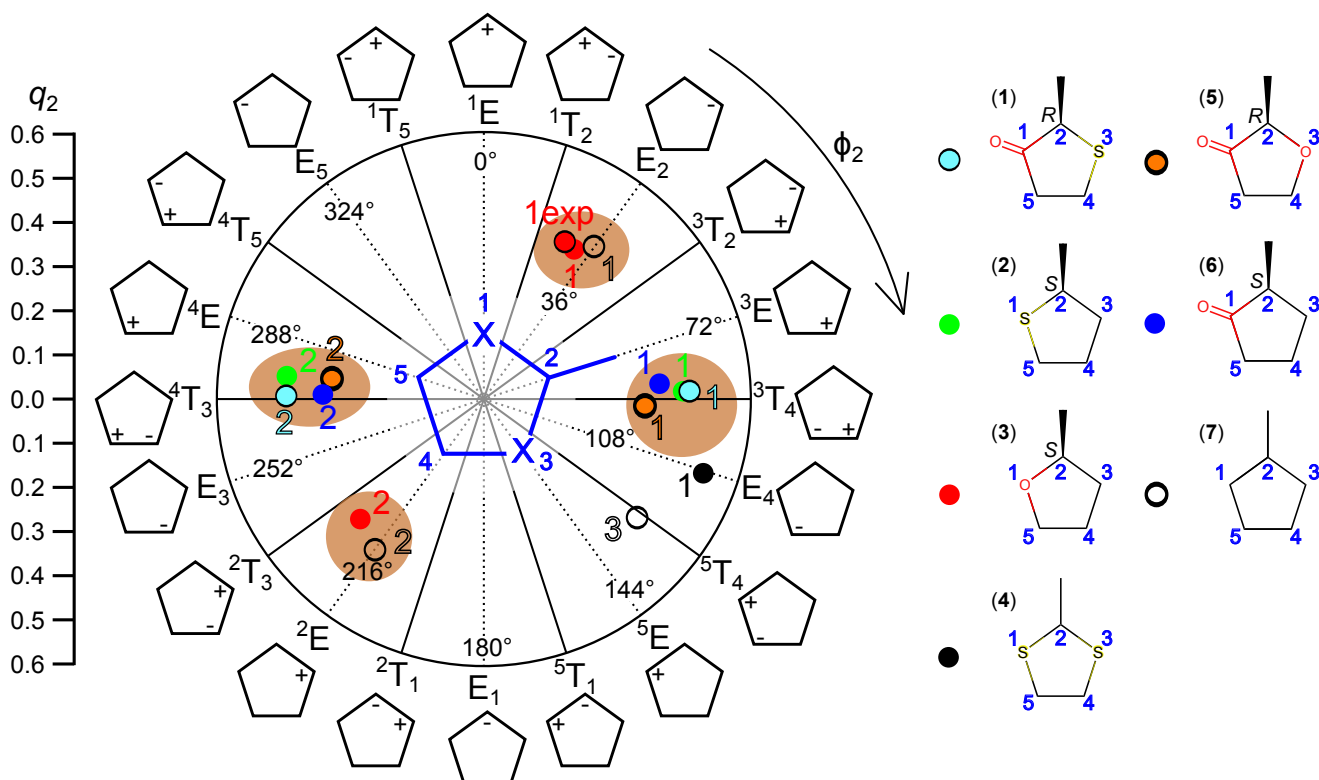 q2
0.6
0.5
0.4
0.3
0.2
0.1
0.0
0.1
0.2
0.3
0.4
0.5
0.6
ϕ2
1E
1T2
E2
3T2
3E
3T4
E4
5T4
5E
5T1
E1
2T1
2E
2T3
E3
4T3
4E
4T5
E5
1T5
0°
36°
72°
108°
144°
180°
216°
252°
288°
324°
+
+ -
-
- +
+
- +
-
+ -
+
+ -
-
- +
+
+ -
-
+ -
+
- +
-
- +
1exp
1
1
2
2
2
2
1
1
1
1
1
3
2
2
1
X
2
X 3
4
5
(1)
R
O
1
2
3
S
5
4
(5)
R
O
1
2
3
O
5
4
(2)
S
1
2
3
S
5
4
(6)
S
O
1
2
3
5
4
(3)
S
1
2
3
O
5
4
(7)
1
2
3
5
4
(4)
1
2
3
S
S
5
4